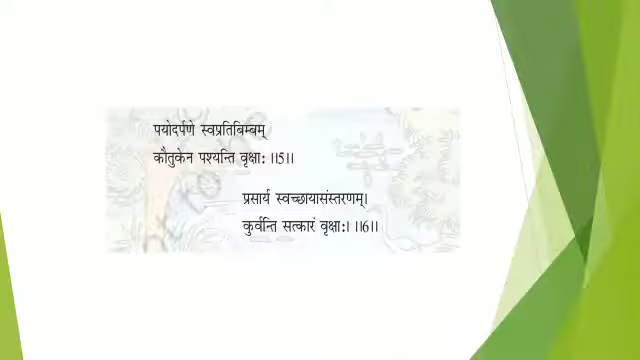 पयोदर्पणे स्वप्रतिबिम्बम्
कौतुकेन पश्यन्ति वृक्षाः ।।5।।
प्रसार्य स्वच्छायासंस्तरणम्।
कुर्वन्ति सत्कारं वृक्षाः। ।।6।।